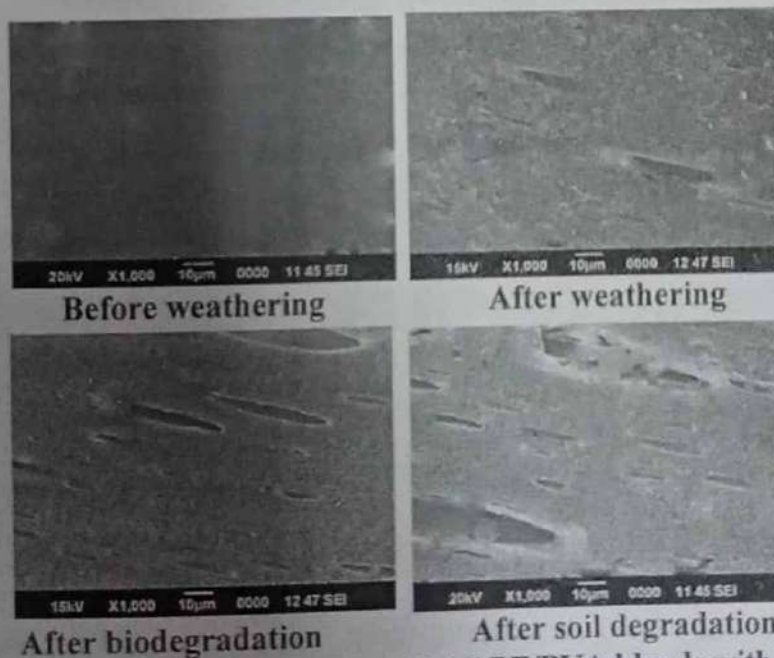 20kV X1,000 10µm 0000 11 45 SEI
15kV X1,000 10µm 0000 12 47 SEI
Before weathering
After weathering
15kV X1,000 10µm 0000 12 47 SEI
20kV X1,000 10µm 0000 11 45 SEI
After biodegradation
After soil degradation